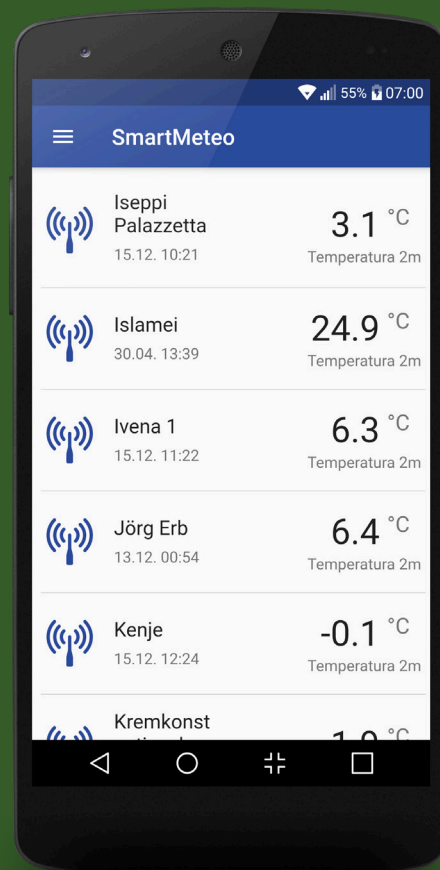 55% 07:00
SmartMeteo
Iseppi
Palazzetta
3.1 °C
15.12. 10:21
Temperatura 2m
Islamei
24.9 °C
30.04. 13:39
Temperatura 2m
Ivena 1
6.3 °C
15.12. 11:22
Temperatura 2m
Jörg Erb
6.4 °C
13.12. 00:54
Temperatura 2m
Kenje
-0.1 °C
15.12. 12:24
Temperatura 2m
Kremkonst
°C